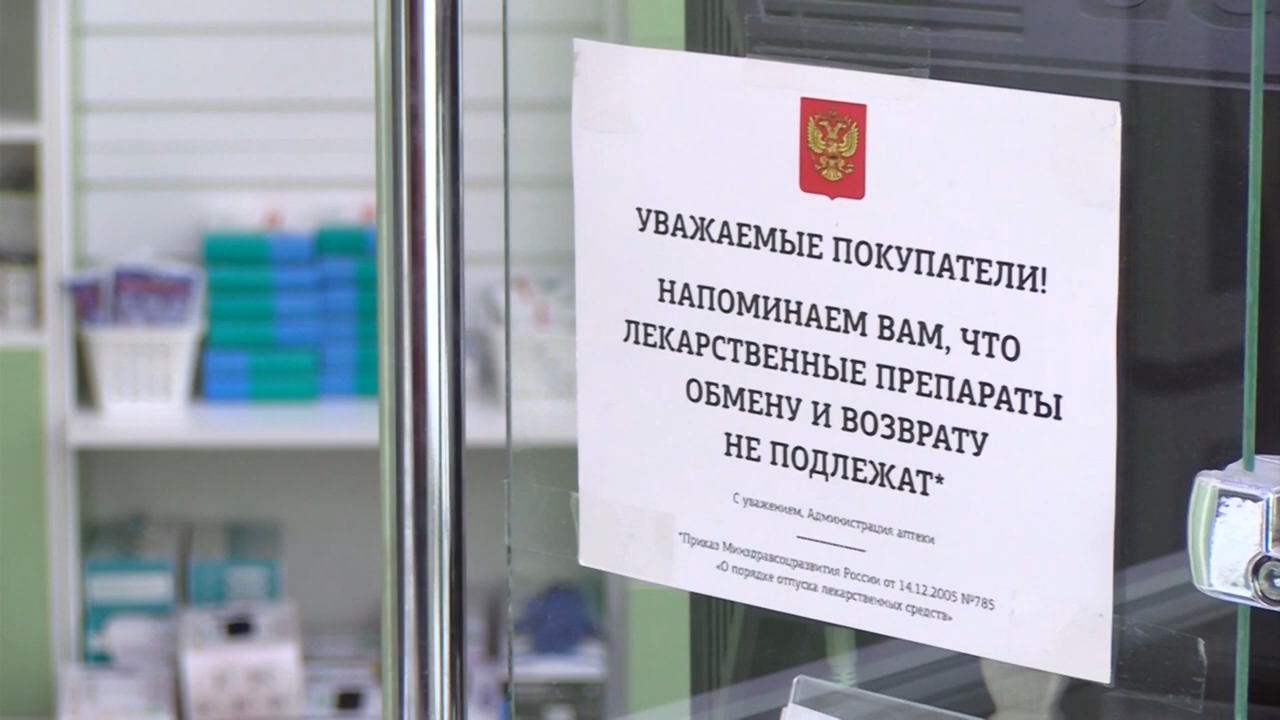 УВАЖАЕМЫЕ ПОКУПАТЕЛИ!
НАПОМИНАЕМ ВАМ, ЧТО
ЛЕКАРСТВЕННЫЕ ПРЕПАРАТЫ
ОБМЕНУ И ВОЗВРАТУ
НЕ ПОДЛЕЖАТ*
С уважением, Администрация аптеки
*Приказ Минздравсоцразвития России от 14.12.2005 №785
«О порядке отпуска лекарственных средств»